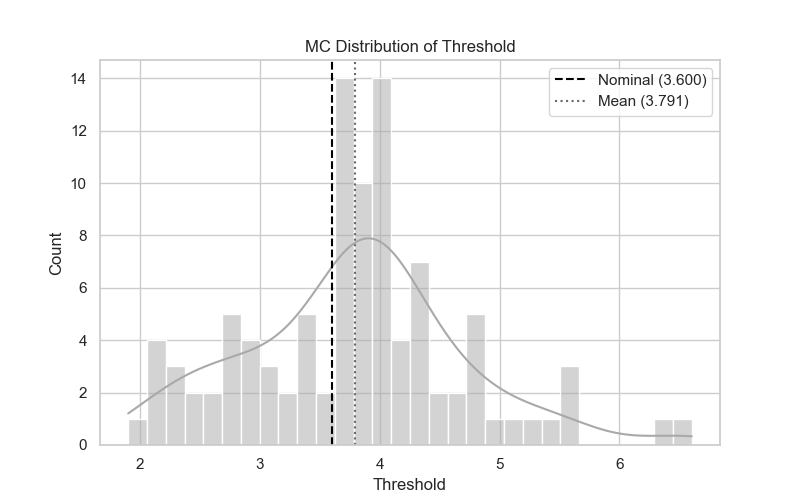 MC Distribution of Threshold
Nominal (3.600)
Mean (3.791)
14
12
10
8
6
4
2
0
Count
2 3 4 5 6
Threshold